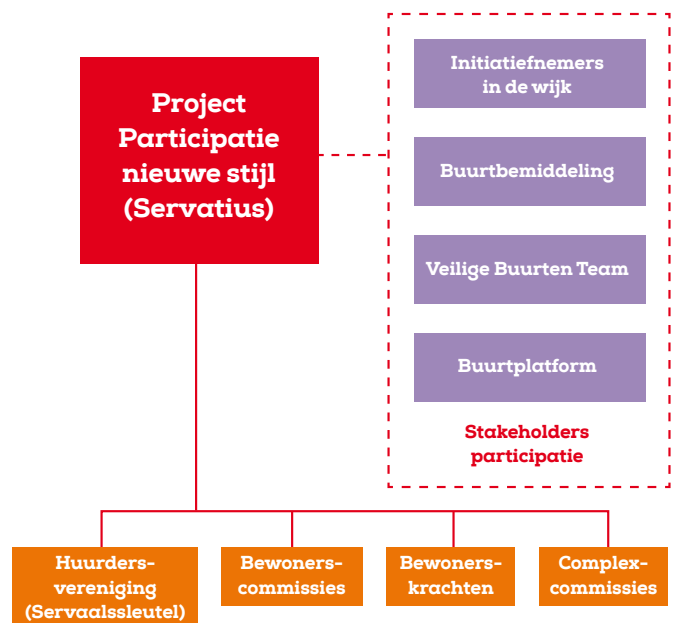 Project
Participatie
nieuwe stijl
(Servatius)
Initiatiefnemers
in de wijk
Buurtbemiddeling
Veilige Buurten Team
Buurtplatform
Stakeholders
participatie
Huurders-
vereniging
(Servaalssleutel)
Bewoners-
commissies
Bewoners-
krachten
Complex-
commissies